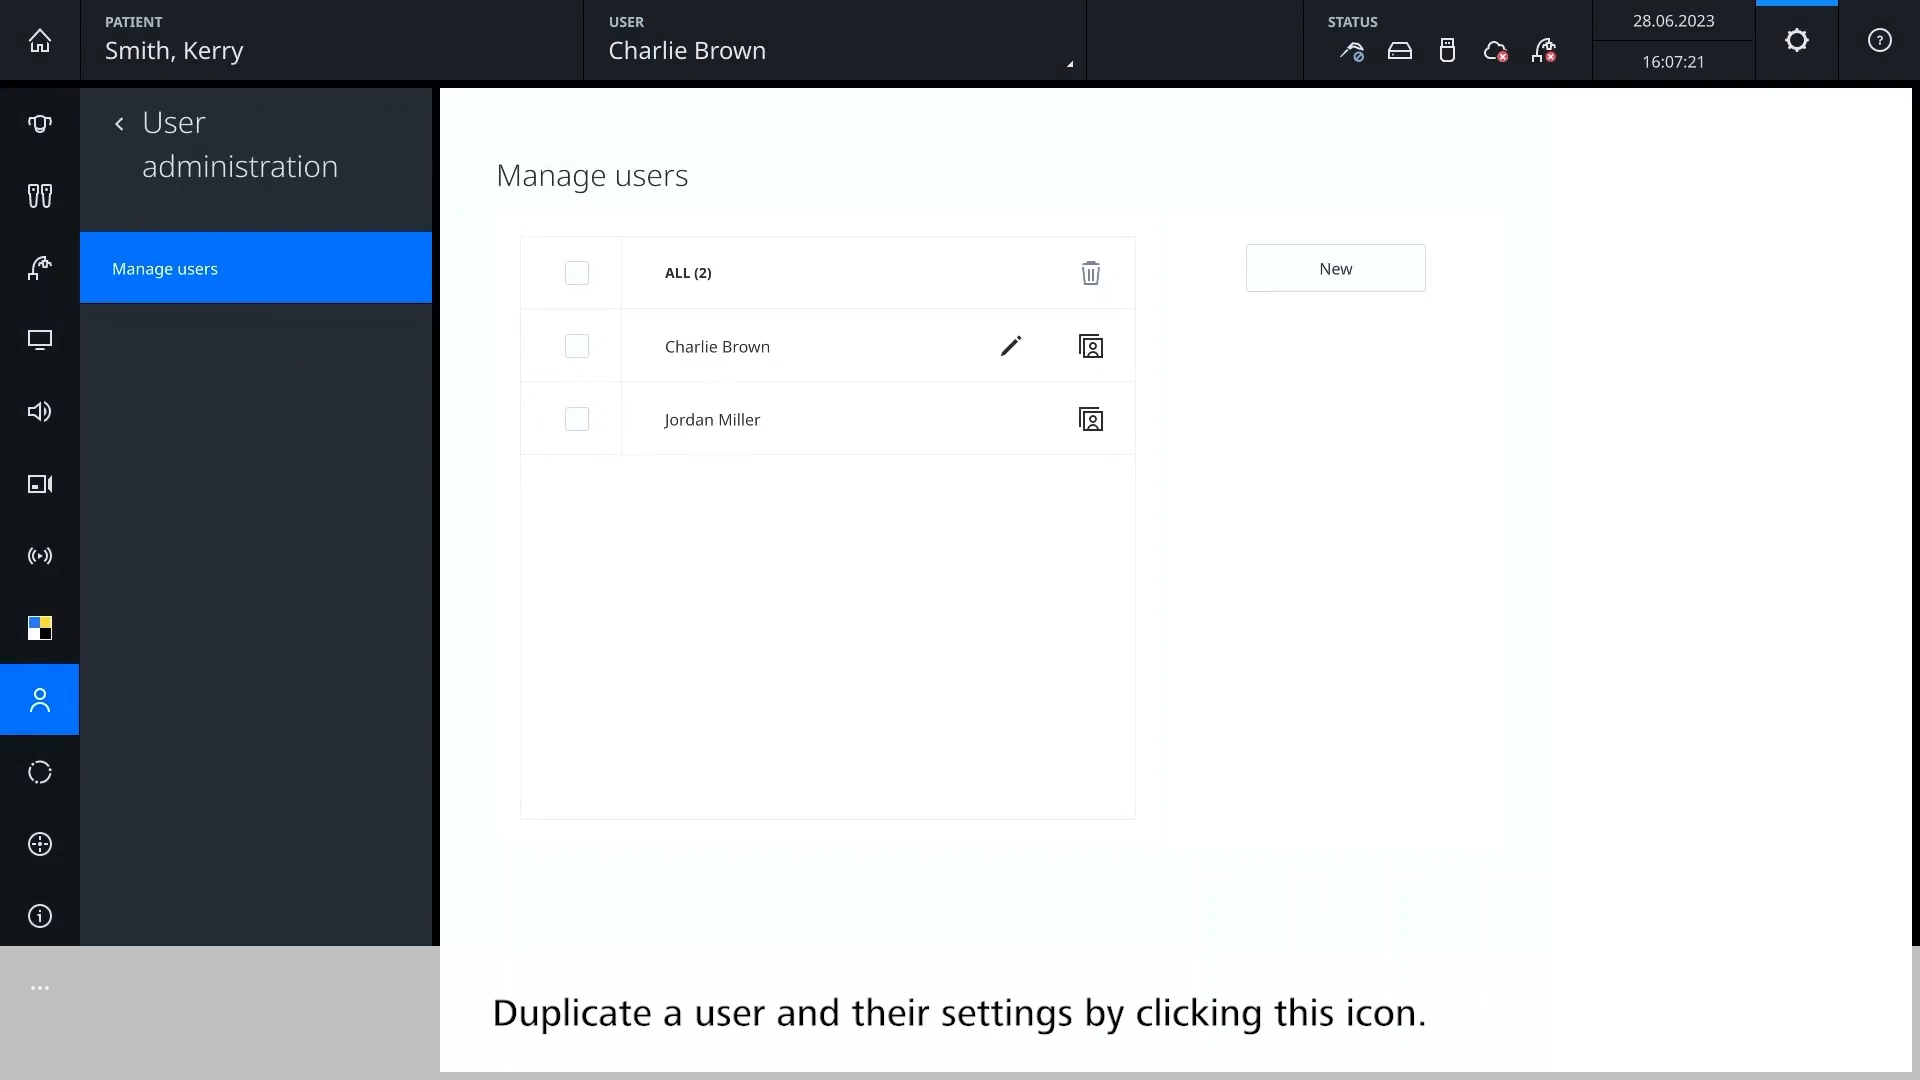 PATIENT
Smith, Kerry
USER
Charlie Brown
STATUS
28.06.2023
16:07:21
User
administration
Manage users
Manage users
ALL (2)
New
Charlie Brown
Jordan Miller
Duplicate a user and their settings by clicking this icon.